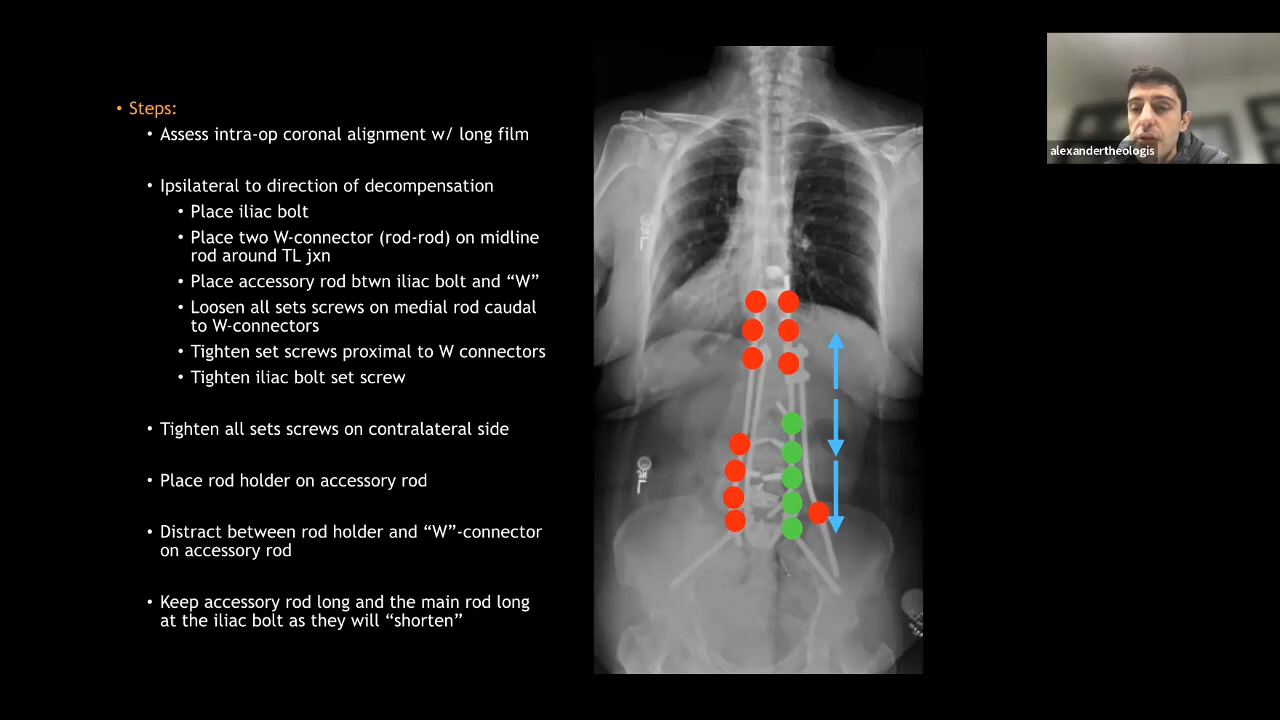 • Steps:
• Assess intra-op coronal alignment w/ long film
• Ipsilateral to direction of decompensation
• Place iliac bolt
• Place two W-connector (rod-rod) on midline
rod around TL jxn
• Place accessory rod btwn iliac bolt and “W”
• Loosen all sets screws on medial rod caudal
to W-connectors
• Tighten set screws proximal to W connectors
• Tighten iliac bolt set screw
• Tighten all sets screws on contralateral side
• Place rod holder on accessory rod
• Distract between rod holder and “W”-connector
on accessory rod
• Keep accessory rod long and the main rod long
at the iliac bolt as they will “shorten”
alexandertheologis